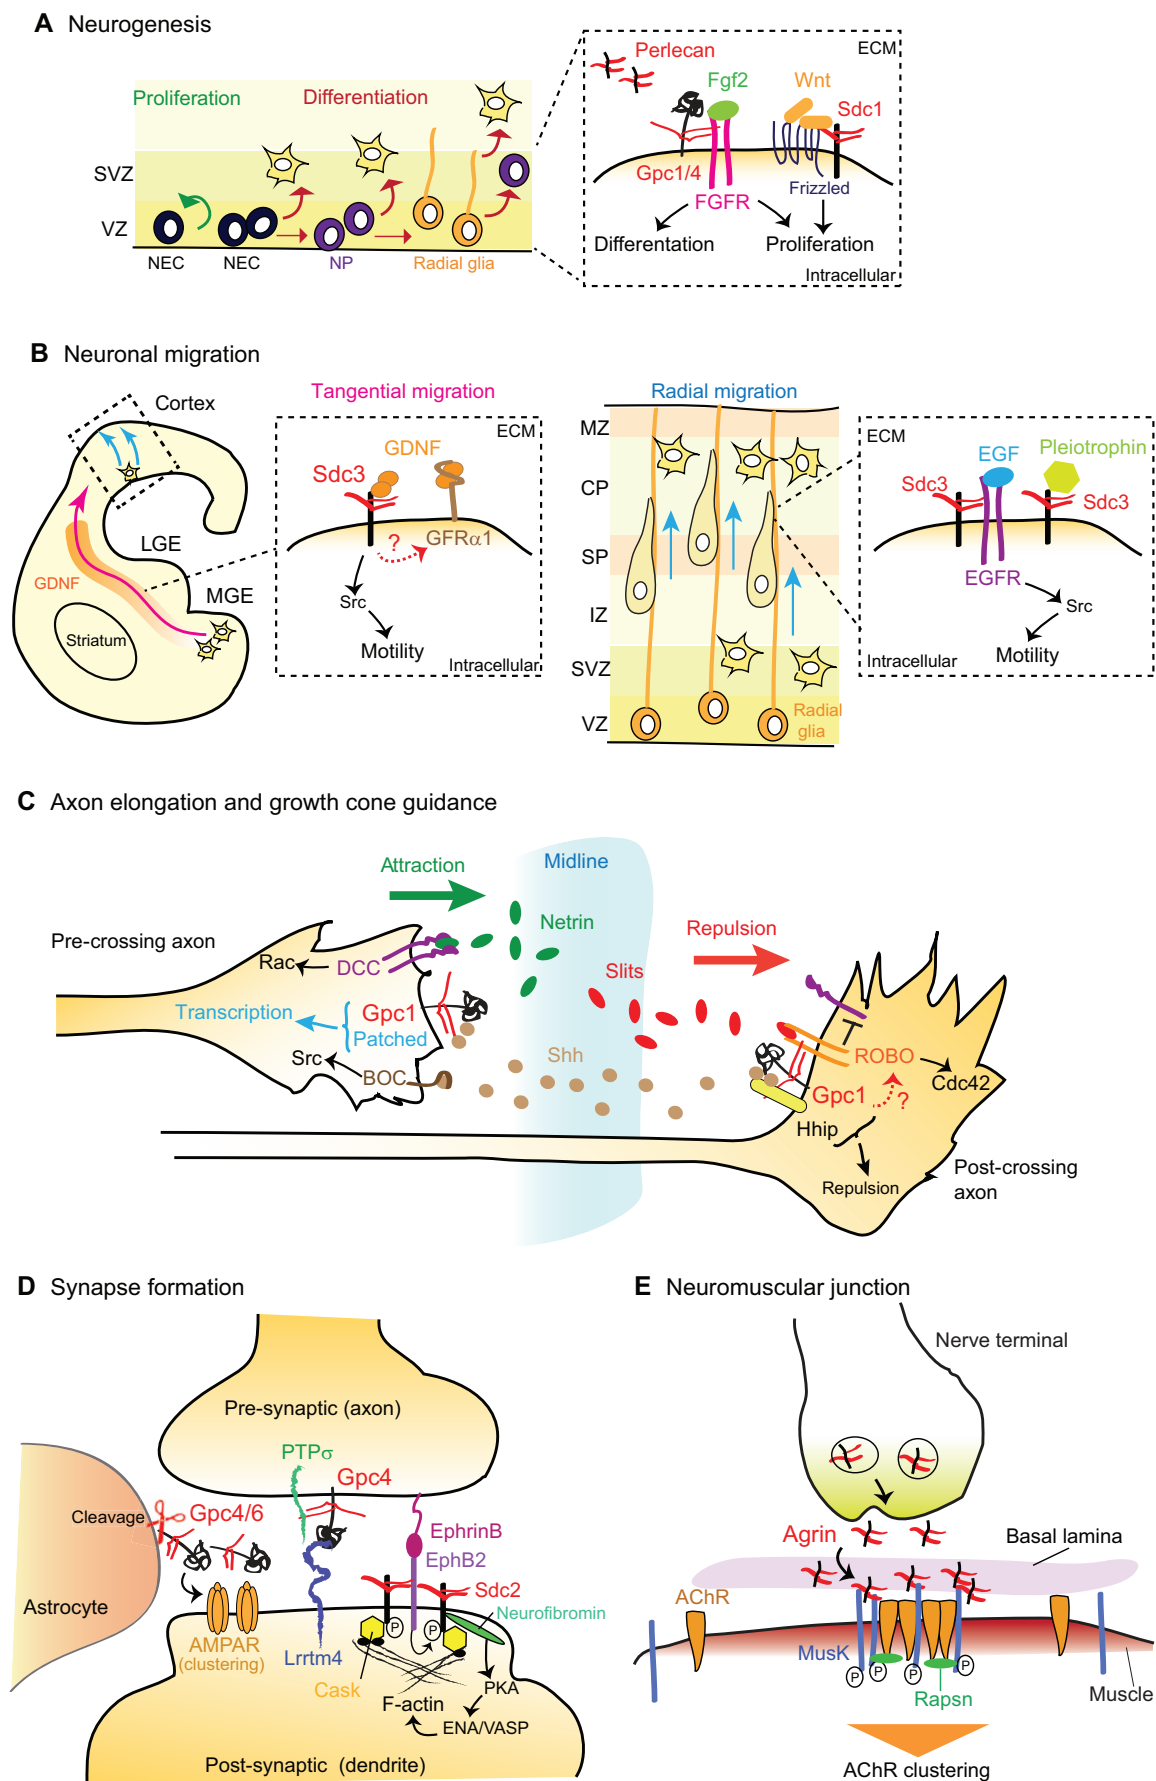 A Neurogenesis
Proliferation
Differentiation
SVZ
VZ
NEC
NEC
NP
Radial glia
ECM
Perlecan
Fgf2
Wnt
Sdc1
Gpc1/4
FGFR
Frizzled
Differentation
Proliferation
Intracellular
B Neuronal migration
Cortex
LGE
GDNF
MGE
Striatum
Tangential migration
ECM
GDNF
Sdc3
?
GFRα1
Src
Motility
Intracellular
Radial migration
MZ
CP
SP
IZ
SVZ
VZ
Radial
glia
ECM
EGF
Pleiotrophin
Sdc3
Sdc3
EGFR
Src
Motility
Intracellular
C Axon elongation and growth cone guidance
Attraction
Midline
Netrin
Pre-crossing axon
Rac
DCC
Repulsion
Slits
Transcription
Gpc1
Patched
Src
BOC
Shh
ROBO
Cdc42
Gpc1
?
Hhip
Repulsion
Post-crossing
axon
D Synapse formation
Pre-synaptic (axon)
PTPσ
Gpc4
Cleavage
Gpc4/6
EphrinB
EphB2
Astrocyte
Sdc2
Neurofibromin
AMPAR
(clustering)
Lrrtm4
P
P
Cask
F-actin
PKA
ENA/VASP
Post-synaptic (dendrite)
E Neuromuscular junction
Nerve terminal
Agrin
Basal lamina
AChR
MusK
P
P
P
P
Rapsn
Muscle
AChR clustering